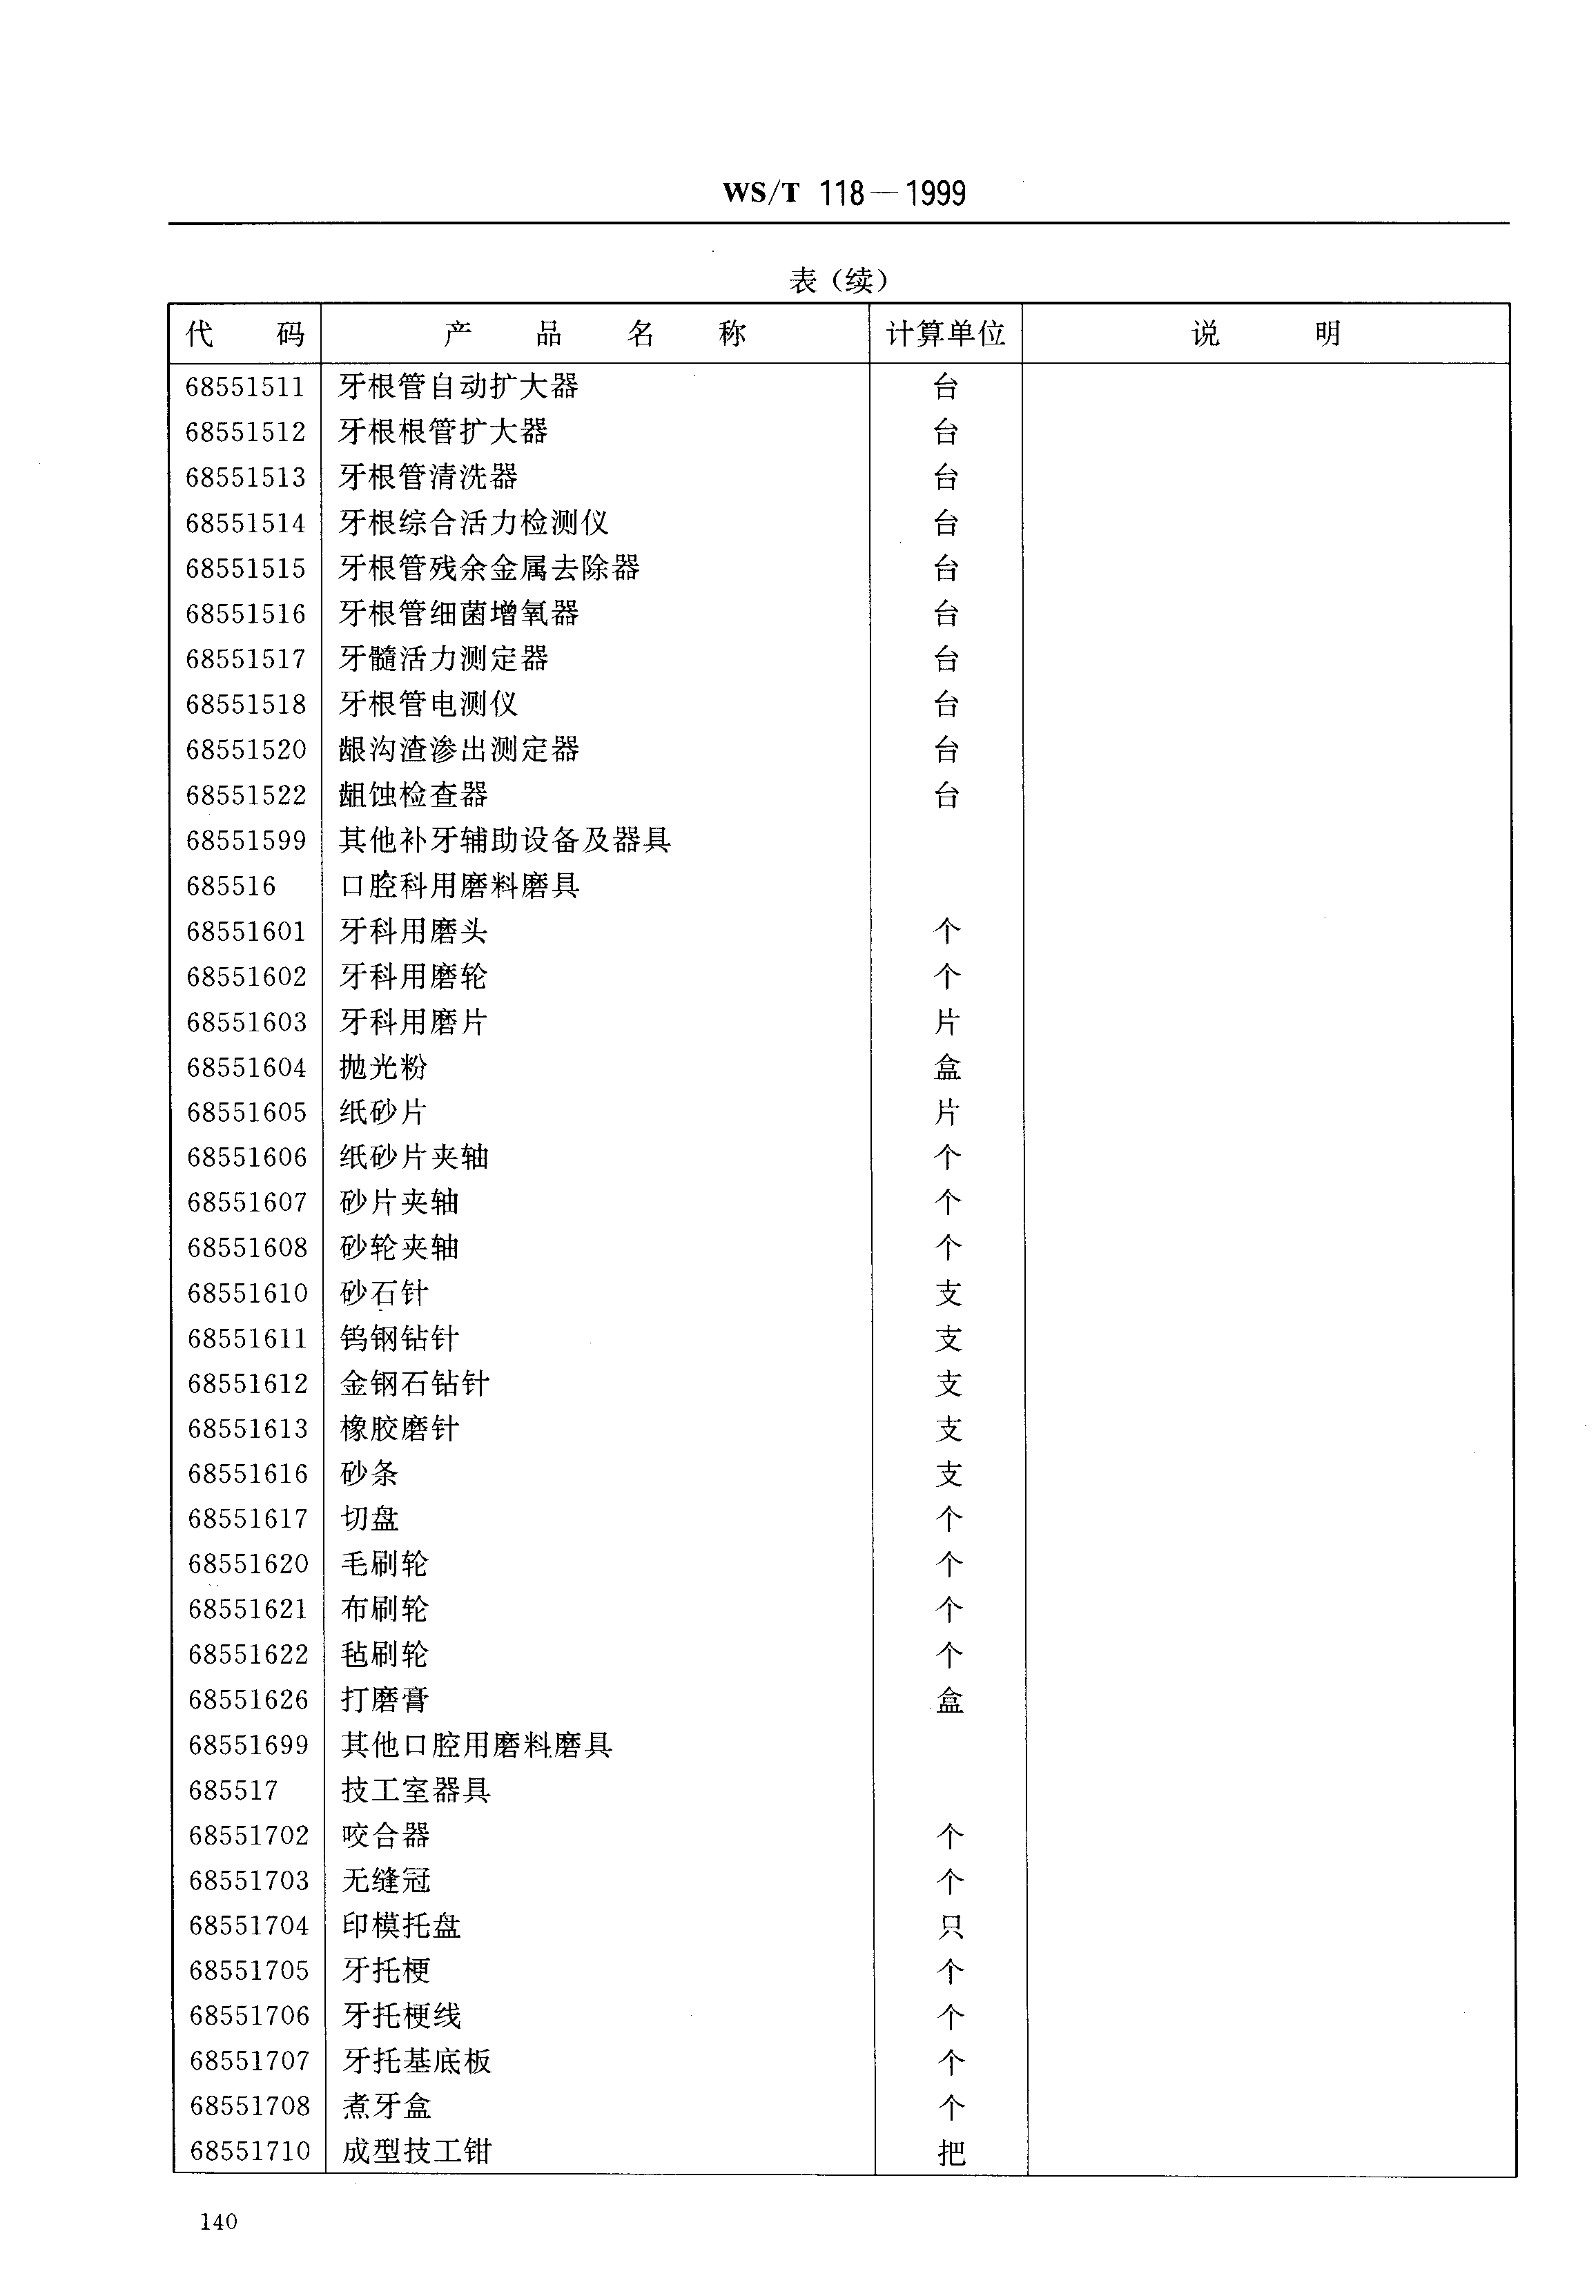 WS/T 118—1999
表（续）
代 码 产 品 名 称 计算单位 说 明
68551511 牙根管自动扩大器 台
68551512 牙根根管扩大器 台
68551513 牙根管清洗器 台
68551514 牙根综合活力检测仪 台
68551515 牙根管残余金属去除器 台
68551516 牙根管细菌增氧器 台
68551517 牙髓活力测定器 台
68551518 牙根管电测仪 台
68551520 龈沟渣渗出测定器 台
68551522 龃蚀检查器 台
68551599 其他补牙辅助设备及器具
685516 口腔科用磨料磨具
68551601 牙科用磨头 个
68551602 牙科用磨轮 个
68551603 牙科用磨片 片
68551604 抛光粉 盒
68551605 纸砂片 片
68551606 纸砂片夹轴 个
68551607 砂片夹轴 个
68551608 砂轮夹轴 个
68551610 砂石针 支
68551611 钨钢钻针 支
68551612 金钢石钻针 支
68551613 橡胶磨针 支
68551616 砂条 支
68551617 切盘 个
68551620 毛刷轮 个
68551621 布刷轮 个
68551622 毡刷轮 个
68551626 打磨膏 盒
68551699 其他口腔用磨料磨具
685517 技工室器具
68551702 咬合器 个
68551703 无缝冠 个
68551704 印模托盘 只
68551705 牙托梗 个
68551706 牙托梗线 个
68551707 牙托基底板 个
68551708 煮牙盒 个
68551710 成型技工钳 把
140